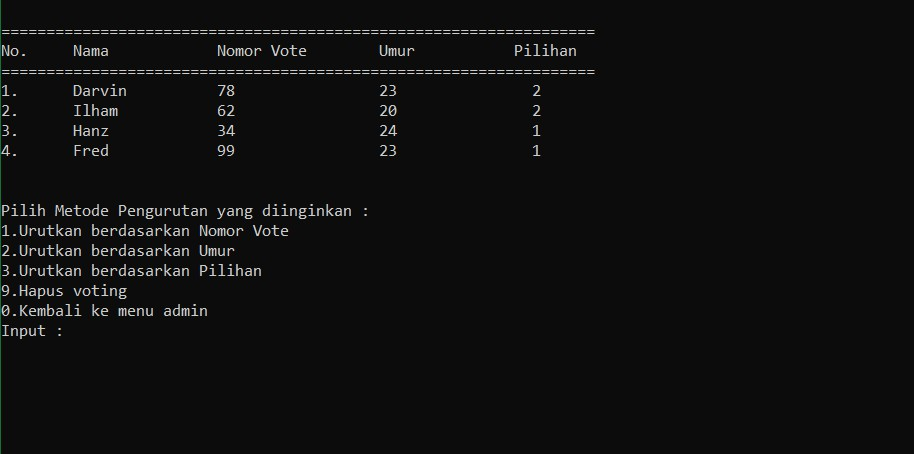 ==================================================================
No. Nama Nomor Vote Umur Pilihan
==================================================================
1. Darvin 78 23 2
2. Ilham 62 20 2
3. Hanz 34 24 1
4. Fred 99 23 1
Pilih Metode Pengurutan yang diinginkan :
1.Urutkan berdasarkan Nomor Vote
2.Urutkan berdasarkan Umur
3.Urutkan berdasarkan Pilihan
9.Hapus voting
0.Kembali ke menu admin
Input :